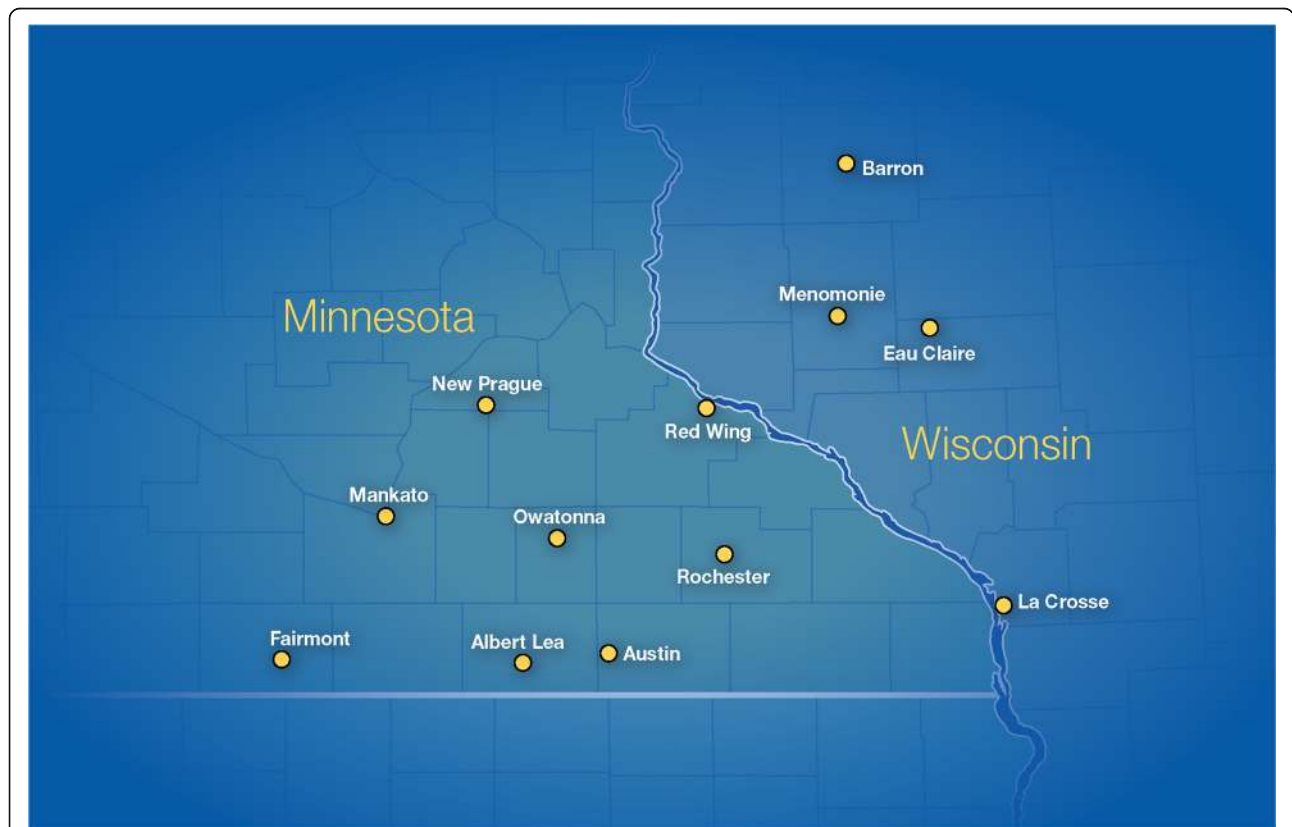 Barron
Menomonie
Minnesota
Eau Claire
New Prague
Red Wing
Wisconsin
Mankato
Owatonna
Rochester
La Crosse
Fairmont
Albert Lea
Austin